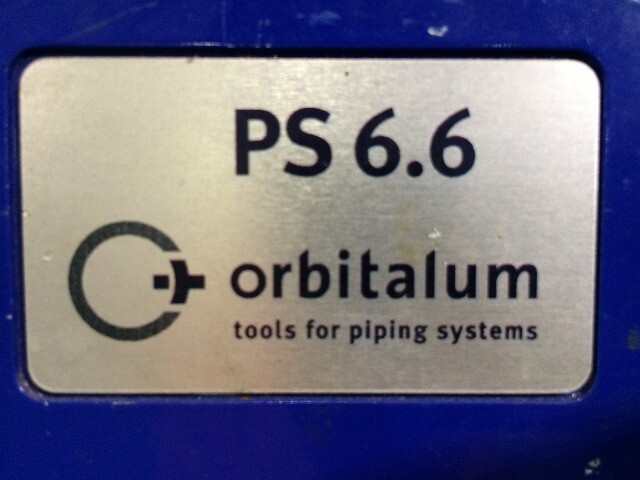 PS 6.6
orbitalum
tools for piping systems